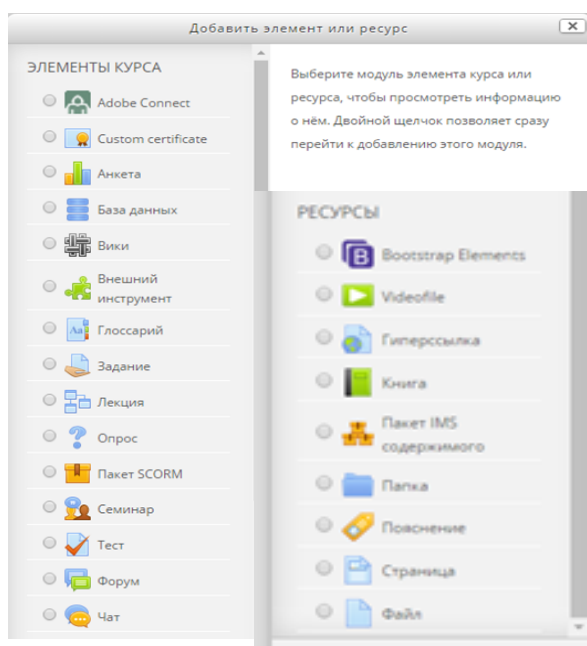 Добавить элемент или ресурс
ЭЛЕМЕНТЫ КУРСА
Adobe Connect
Custom certificate
Анкета
База данных
Вики
Внешний
инструмент
Глоссарий
Задание
Лекция
Опрос
Пакет SCORM
Семинар
Тест
Форум
Чат
Выберите модуль элемента курса или
ресурса, чтобы просмотреть информацию
о нём. Двойной щелчок позволяет сразу
перейти к добавлению этого модуля.
РЕСУРСЫ
Bootstrap Elements
Videofile
Гиперссылка
Книга
Пакет IMS
содержимого
Папка
Пояснение
Страница
Файл